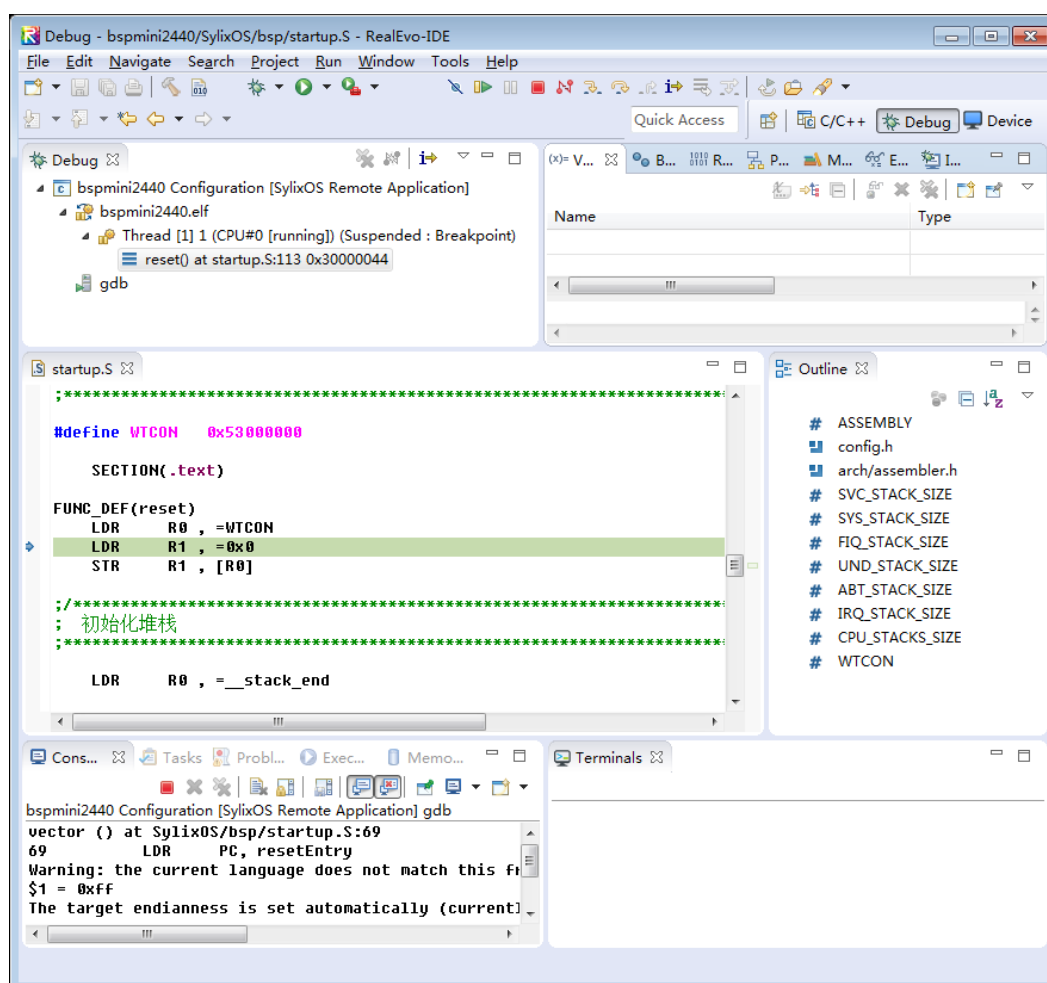 Debug - bspmini2440/SylixOS/bsp/startup.S - RealEvo-IDE
File Edit Navigate Search Project Run Window Tools Help
Quick Access C/C++ Debug Device
Debug
bspmini2440 Configuration [SylixOS Remote Application]
bspmini2440.elf
Thread [1] 1 (CPU#0 [running]) (Suspended : Breakpoint)
reset() at startup.S:113 0x30000044
gdb
(x)= V... B... R... P... M... E... I...
Name Type
startup.S
;*********************************************************************
#define WTCON 0x53000000
SECTION(.text)
FUNC_DEF(reset)
LDR R0 , =WTCON
LDR R1 , =0x0
STR R1 , [R0]
;/********************************************************************
; 初始化堆栈
;*********************************************************************
LDR R0 , =__stack_end
Outline
# ASSEMBLY
config.h
arch/assembler.h
# SVC_STACK_SIZE
# SYS_STACK_SIZE
# FIQ_STACK_SIZE
# UND_STACK_SIZE
# ABT_STACK_SIZE
# IRQ_STACK_SIZE
# CPU_STACKS_SIZE
# WTCON
Cons... Tasks Probl... Exec... Memo...
bspmini2440 Configuration [SylixOS Remote Application] gdb
vector () at SylixOS/bsp/startup.S:69
69 LDR PC, resetEntry
Warning: the current language does not match this fr
$1 = 0xff
The target endianness is set automatically (currentl
Terminals